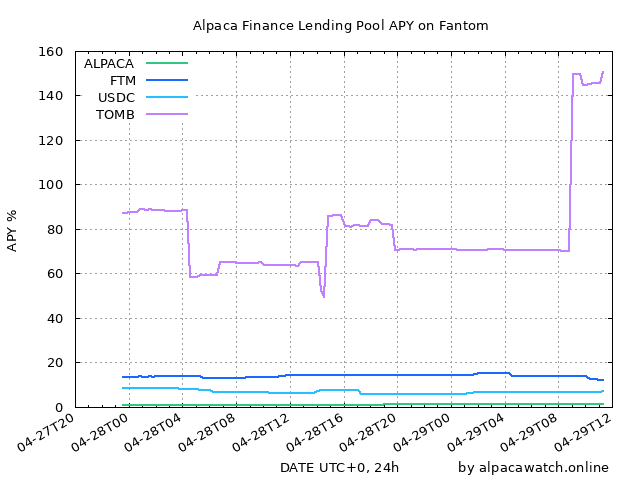 Alpaca Finance Lending Pool APY on Fantom
160
140
120
100
80
60
40
20
0
APY %
ALPACA
FTM
USDC
TOMB
04-27T20
04-28T00
04-28T04
04-28T08
04-28T12
04-28T16
04-28T20
04-29T00
04-29T04
04-29T08
04-29T12
DATE UTC+0, 24h
by alpacawatch.online